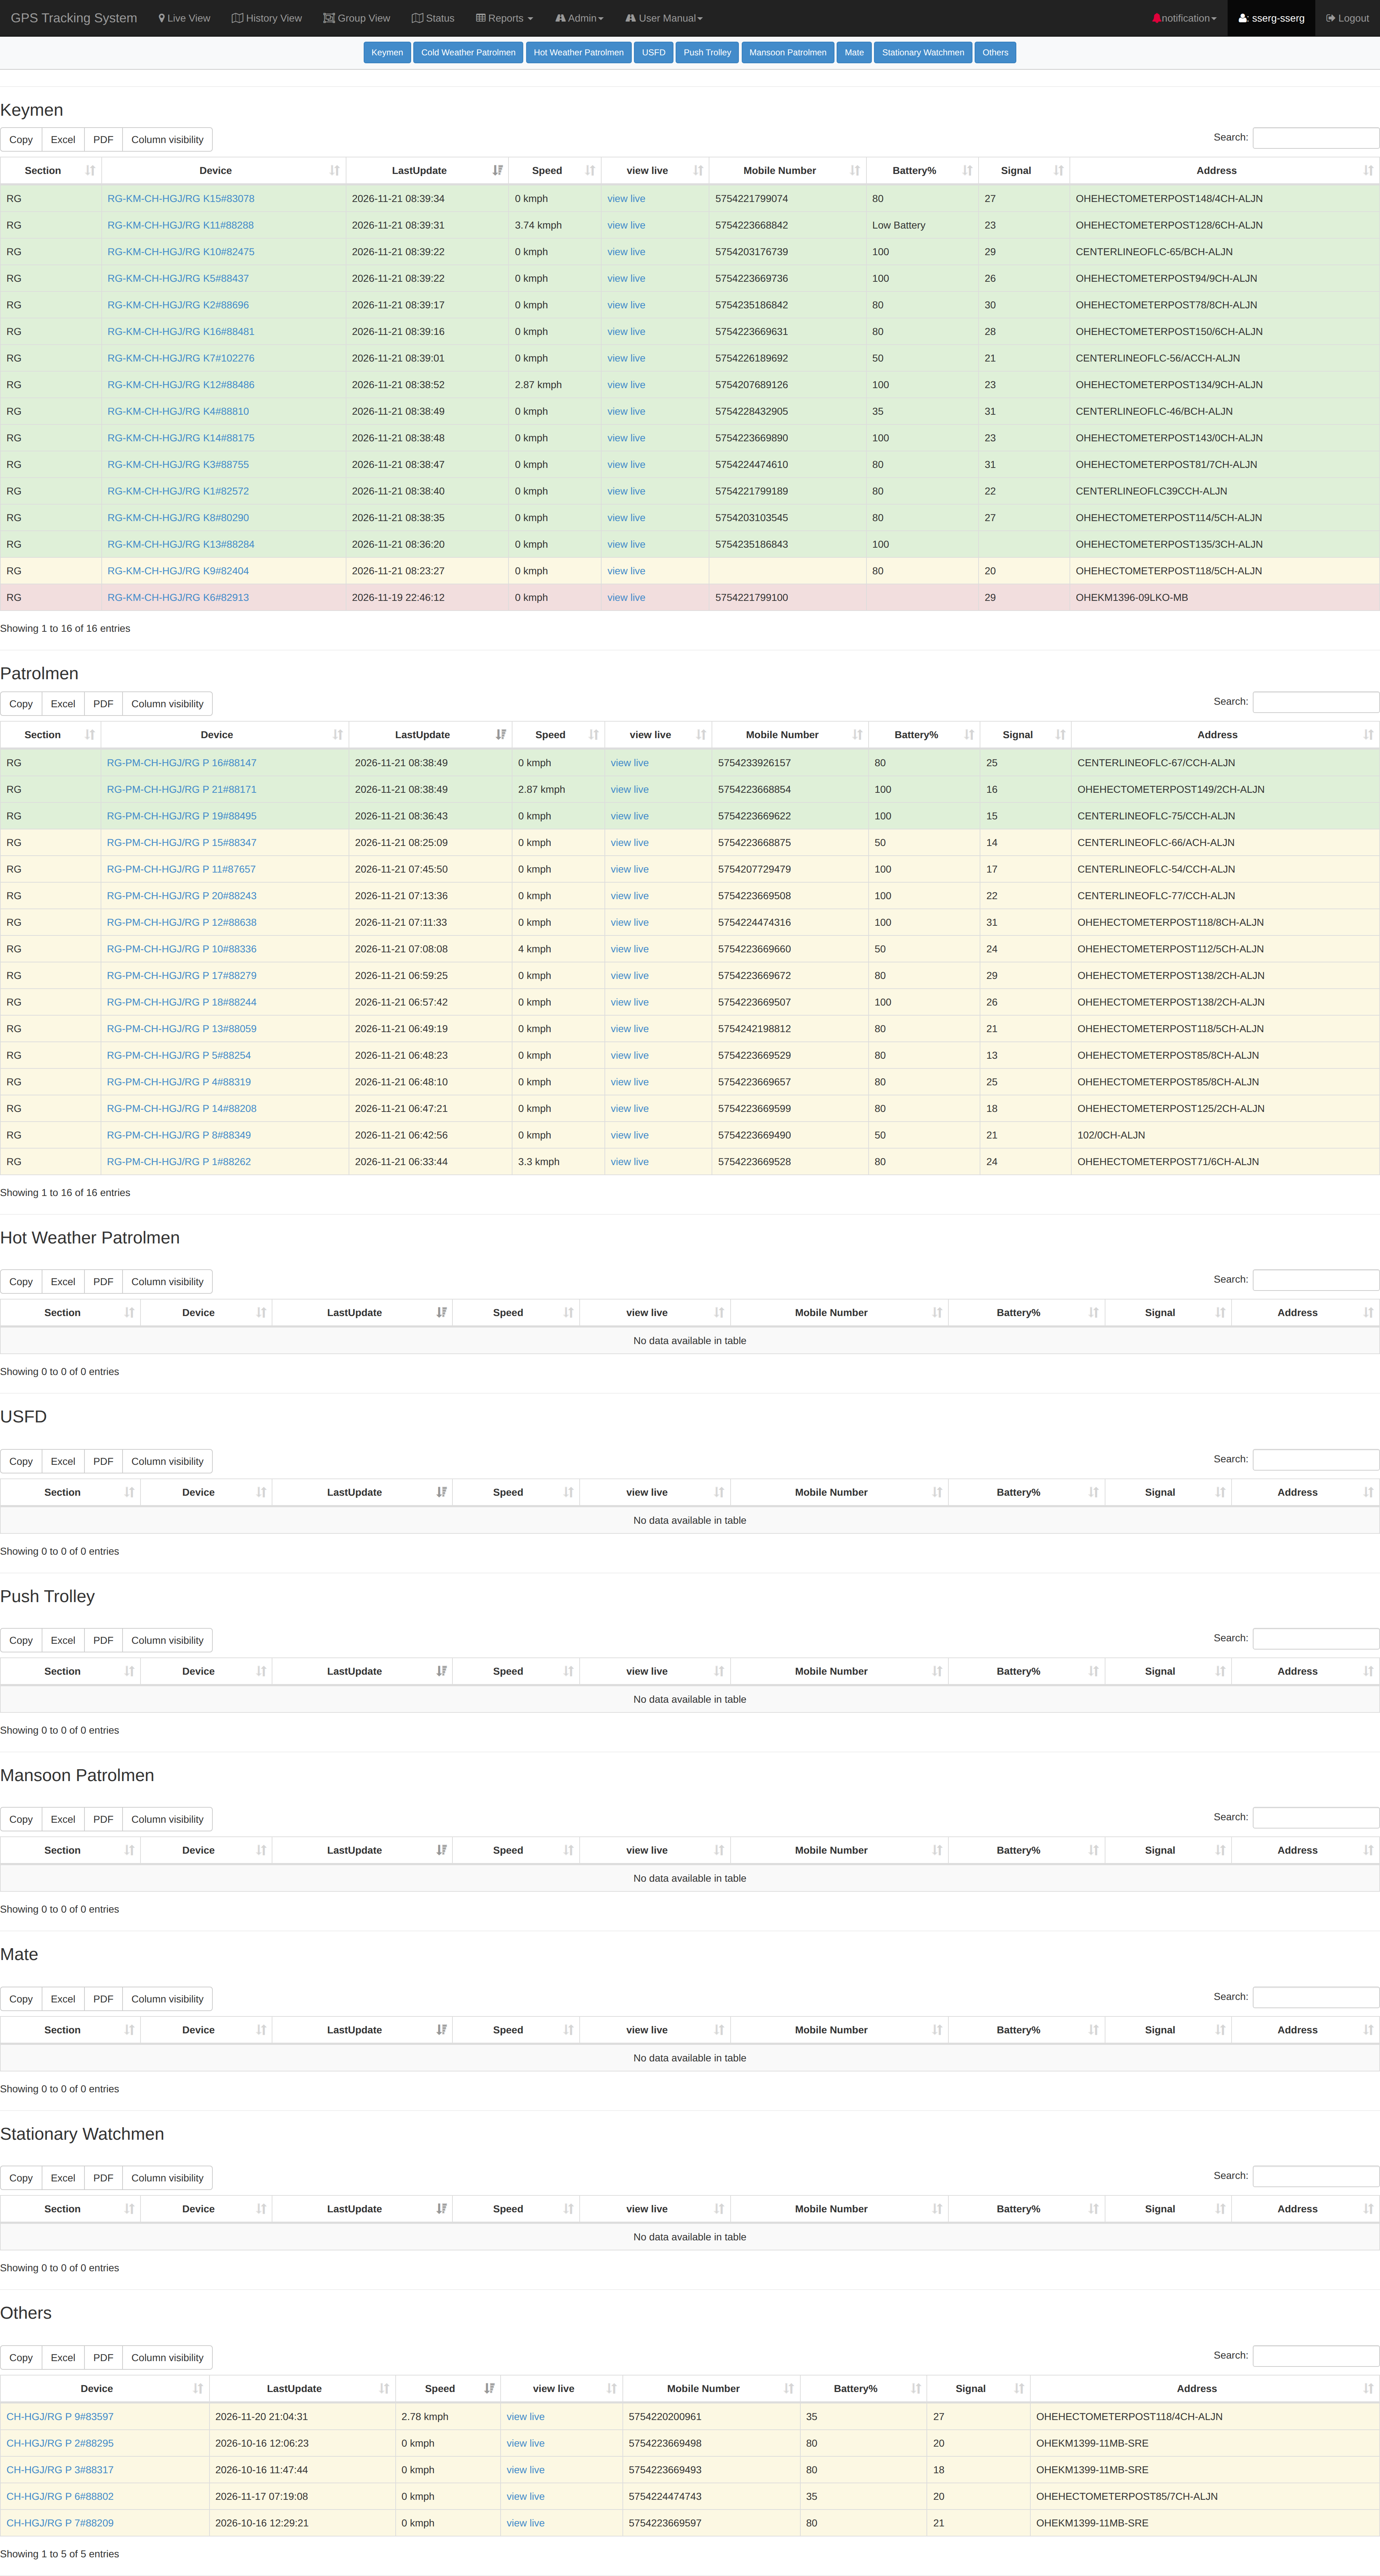 GPS Tracking System Live View History View Group View Status Reports Admin User Manual notification : sserg-sserg Logout
Keymen Cold Weather Patrolmen Hot Weather Patrolmen USFD Push Trolley Mansoon Patrolmen Mate Stationary Watchmen Others
Keymen
Copy Excel PDF Column visibility Search:
Section Device LastUpdate Speed view live Mobile Number Battery% Signal Address
RG RG-KM-CH-HGJ/RG K15#83078 2026-11-21 08:39:34 0 kmph view live 5754221799074 80 27 OHEHECTOMETERPOST148/4CH-ALJN
RG RG-KM-CH-HGJ/RG K11#88288 2026-11-21 08:39:31 3.74 kmph view live 5754223668842 Low Battery 23 OHEHECTOMETERPOST128/6CH-ALJN
RG RG-KM-CH-HGJ/RG K10#82475 2026-11-21 08:39:22 0 kmph view live 5754203176739 100 29 CENTERLINEOFLC-65/BCH-ALJN
RG RG-KM-CH-HGJ/RG K5#88437 2026-11-21 08:39:22 0 kmph view live 5754223669736 100 26 OHEHECTOMETERPOST94/9CH-ALJN
RG RG-KM-CH-HGJ/RG K2#88696 2026-11-21 08:39:17 0 kmph view live 5754235186842 80 30 OHEHECTOMETERPOST78/8CH-ALJN
RG RG-KM-CH-HGJ/RG K16#88481 2026-11-21 08:39:16 0 kmph view live 5754223669631 80 28 OHEHECTOMETERPOST150/6CH-ALJN
RG RG-KM-CH-HGJ/RG K7#102276 2026-11-21 08:39:01 0 kmph view live 5754226189692 50 21 CENTERLINEOFLC-56/ACCH-ALJN
RG RG-KM-CH-HGJ/RG K12#88486 2026-11-21 08:38:52 2.87 kmph view live 5754207689126 100 23 OHEHECTOMETERPOST134/9CH-ALJN
RG RG-KM-CH-HGJ/RG K4#88810 2026-11-21 08:38:49 0 kmph view live 5754228432905 35 31 CENTERLINEOFLC-46/BCH-ALJN
RG RG-KM-CH-HGJ/RG K14#88175 2026-11-21 08:38:48 0 kmph view live 5754223669890 100 23 OHEHECTOMETERPOST143/0CH-ALJN
RG RG-KM-CH-HGJ/RG K3#88755 2026-11-21 08:38:47 0 kmph view live 5754224474610 80 31 OHEHECTOMETERPOST81/7CH-ALJN
RG RG-KM-CH-HGJ/RG K1#82572 2026-11-21 08:38:40 0 kmph view live 5754221799189 80 22 CENTERLINEOFLC39CCH-ALJN
RG RG-KM-CH-HGJ/RG K8#80290 2026-11-21 08:38:35 0 kmph view live 5754203103545 80 27 OHEHECTOMETERPOST114/5CH-ALJN
RG RG-KM-CH-HGJ/RG K13#88284 2026-11-21 08:36:20 0 kmph view live 5754235186843 100 OHEHECTOMETERPOST135/3CH-ALJN
RG RG-KM-CH-HGJ/RG K9#82404 2026-11-21 08:23:27 0 kmph view live 80 20 OHEHECTOMETERPOST118/5CH-ALJN
RG RG-KM-CH-HGJ/RG K6#82913 2026-11-19 22:46:12 0 kmph view live 5754221799100 29 OHEKM1396-09LKO-MB
Showing 1 to 16 of 16 entries
Patrolmen
Copy Excel PDF Column visibility Search:
Section Device LastUpdate Speed view live Mobile Number Battery% Signal Address
RG RG-PM-CH-HGJ/RG P 16#88147 2026-11-21 08:38:49 0 kmph view live 5754233926157 80 25 CENTERLINEOFLC-67/CCH-ALJN
RG RG-PM-CH-HGJ/RG P 21#88171 2026-11-21 08:38:49 2.87 kmph view live 5754223668854 100 16 OHEHECTOMETERPOST149/2CH-ALJN
RG RG-PM-CH-HGJ/RG P 19#88495 2026-11-21 08:36:43 0 kmph view live 5754223669622 100 15 CENTERLINEOFLC-75/CCH-ALJN
RG RG-PM-CH-HGJ/RG P 15#88347 2026-11-21 08:25:09 0 kmph view live 5754223668875 50 14 CENTERLINEOFLC-66/ACH-ALJN
RG RG-PM-CH-HGJ/RG P 11#87657 2026-11-21 07:45:50 0 kmph view live 5754207729479 100 17 CENTERLINEOFLC-54/CCH-ALJN
RG RG-PM-CH-HGJ/RG P 20#88243 2026-11-21 07:13:36 0 kmph view live 5754223669508 100 22 CENTERLINEOFLC-77/CCH-ALJN
RG RG-PM-CH-HGJ/RG P 12#88638 2026-11-21 07:11:33 0 kmph view live 5754224474316 100 31 OHEHECTOMETERPOST118/8CH-ALJN
RG RG-PM-CH-HGJ/RG P 10#88336 2026-11-21 07:08:08 4 kmph view live 5754223669660 50 24 OHEHECTOMETERPOST112/5CH-ALJN
RG RG-PM-CH-HGJ/RG P 17#88279 2026-11-21 06:59:25 0 kmph view live 5754223669672 80 29 OHEHECTOMETERPOST138/2CH-ALJN
RG RG-PM-CH-HGJ/RG P 18#88244 2026-11-21 06:57:42 0 kmph view live 5754223669507 100 26 OHEHECTOMETERPOST138/2CH-ALJN
RG RG-PM-CH-HGJ/RG P 13#88059 2026-11-21 06:49:19 0 kmph view live 5754242198812 80 21 OHEHECTOMETERPOST118/5CH-ALJN
RG RG-PM-CH-HGJ/RG P 5#88254 2026-11-21 06:48:23 0 kmph view live 5754223669529 80 13 OHEHECTOMETERPOST85/8CH-ALJN
RG RG-PM-CH-HGJ/RG P 4#88319 2026-11-21 06:48:10 0 kmph view live 5754223669657 80 25 OHEHECTOMETERPOST85/8CH-ALJN
RG RG-PM-CH-HGJ/RG P 14#88208 2026-11-21 06:47:21 0 kmph view live 5754223669599 80 18 OHEHECTOMETERPOST125/2CH-ALJN
RG RG-PM-CH-HGJ/RG P 8#88349 2026-11-21 06:42:56 0 kmph view live 5754223669490 50 21 102/0CH-ALJN
RG RG-PM-CH-HGJ/RG P 1#88262 2026-11-21 06:33:44 3.3 kmph view live 5754223669528 80 24 OHEHECTOMETERPOST71/6CH-ALJN
Showing 1 to 16 of 16 entries
Hot Weather Patrolmen
Copy Excel PDF Column visibility Search:
Section Device LastUpdate Speed view live Mobile Number Battery% Signal Address
No data available in table
Showing 0 to 0 of 0 entries
USFD
Copy Excel PDF Column visibility Search:
Section Device LastUpdate Speed view live Mobile Number Battery% Signal Address
No data available in table
Showing 0 to 0 of 0 entries
Push Trolley
Copy Excel PDF Column visibility Search:
Section Device LastUpdate Speed view live Mobile Number Battery% Signal Address
No data available in table
Showing 0 to 0 of 0 entries
Mansoon Patrolmen
Copy Excel PDF Column visibility Search:
Section Device LastUpdate Speed view live Mobile Number Battery% Signal Address
No data available in table
Showing 0 to 0 of 0 entries
Mate
Copy Excel PDF Column visibility Search:
Section Device LastUpdate Speed view live Mobile Number Battery% Signal Address
No data available in table
Showing 0 to 0 of 0 entries
Stationary Watchmen
Copy Excel PDF Column visibility Search:
Section Device LastUpdate Speed view live Mobile Number Battery% Signal Address
No data available in table
Showing 0 to 0 of 0 entries
Others
Copy Excel PDF Column visibility Search:
Device LastUpdate Speed view live Mobile Number Battery% Signal Address
CH-HGJ/RG P 9#83597 2026-11-20 21:04:31 2.78 kmph view live 5754220200961 35 27 OHEHECTOMETERPOST118/4CH-ALJN
CH-HGJ/RG P 2#88295 2026-10-16 12:06:23 0 kmph view live 5754223669498 80 20 OHEKM1399-11MB-SRE
CH-HGJ/RG P 3#88317 2026-10-16 11:47:44 0 kmph view live 5754223669493 80 18 OHEKM1399-11MB-SRE
CH-HGJ/RG P 6#88802 2026-11-17 07:19:08 0 kmph view live 5754224474743 35 20 OHEHECTOMETERPOST85/7CH-ALJN
CH-HGJ/RG P 7#88209 2026-10-16 12:29:21 0 kmph view live 5754223669597 80 21 OHEKM1399-11MB-SRE
Showing 1 to 5 of 5 entries